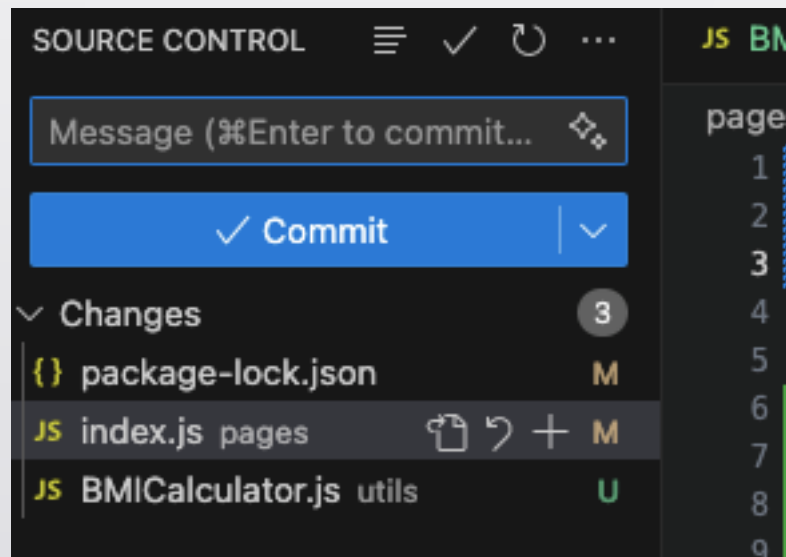 SOURCE CONTROL
Message (⌘Enter to commit...
Commit
Changes 3
{} package-lock.json M
JS index.js pages M
JS BMICalculator.js utils U
JS BM
page
1
2
3
4
5
6
7
8
9